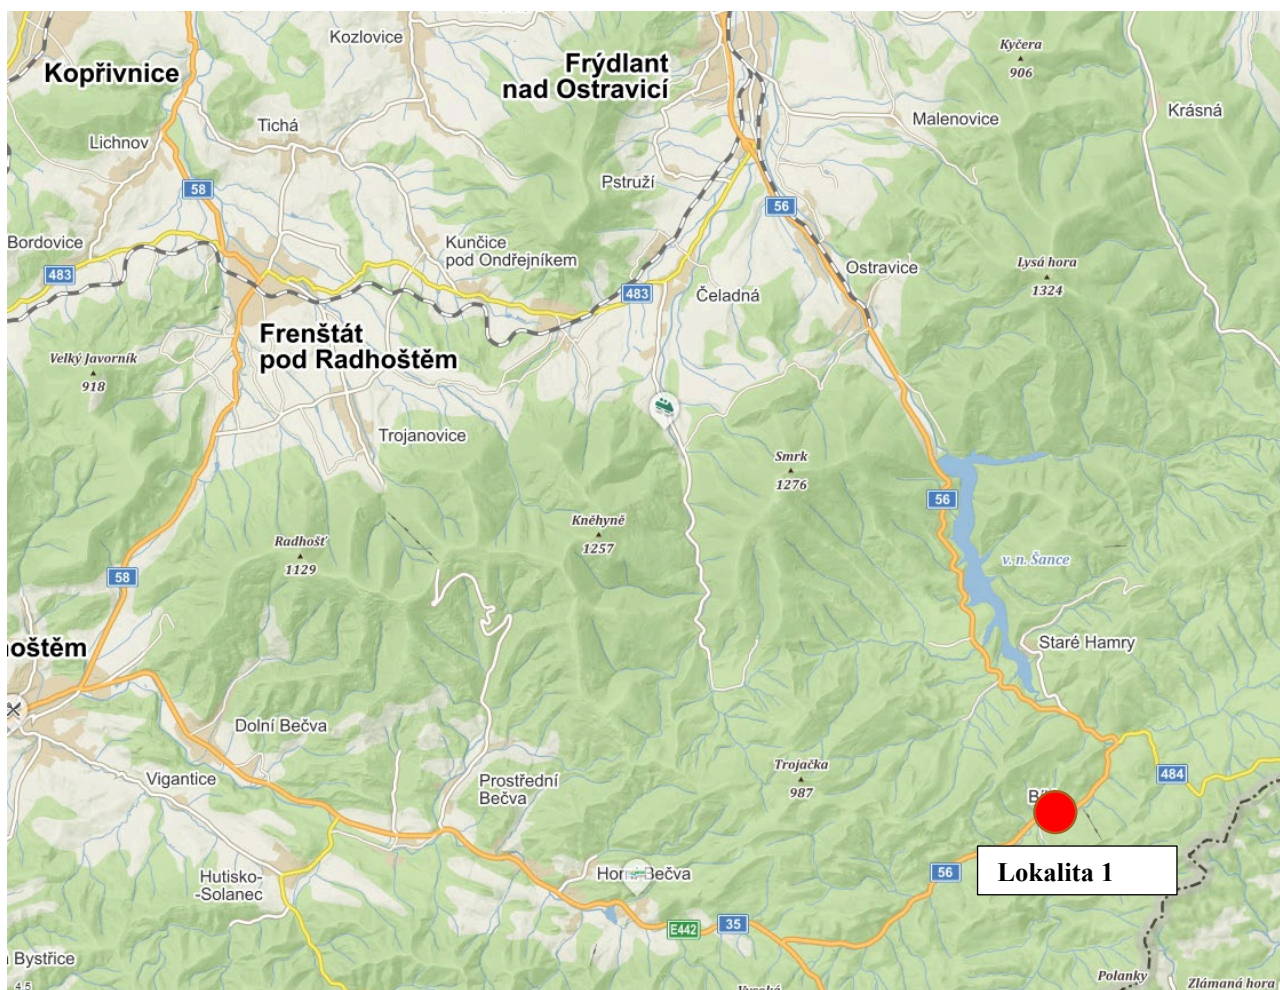 Kozlovice
Kyčera
906
Kopřivnice
Frýdlant
nad Ostravicí
Krásná
Malenovice
Tichá
Lichnov
Pstruží
58
56
Bordovice
Kunčice
pod Ondřejníkem
483
Ostravice
Lysá hora
1324
483
Čeladná
Frenštát
pod Radhoštěm
Velký Javorník
918
Trojanovice
Smrk
1276
56
Kněhyně
1257
Radhošť
1129
v. n. Šance
58
oštěm
Staré Hamry
Dolní Bečva
Vigantice
Prostřední
Bečva
Trojačka
987
484
Hutisko-
-Solanec
Horní Bečva
56
Lokalita 1
E442
35
Bystřice
Polanky
Zlámaná hora